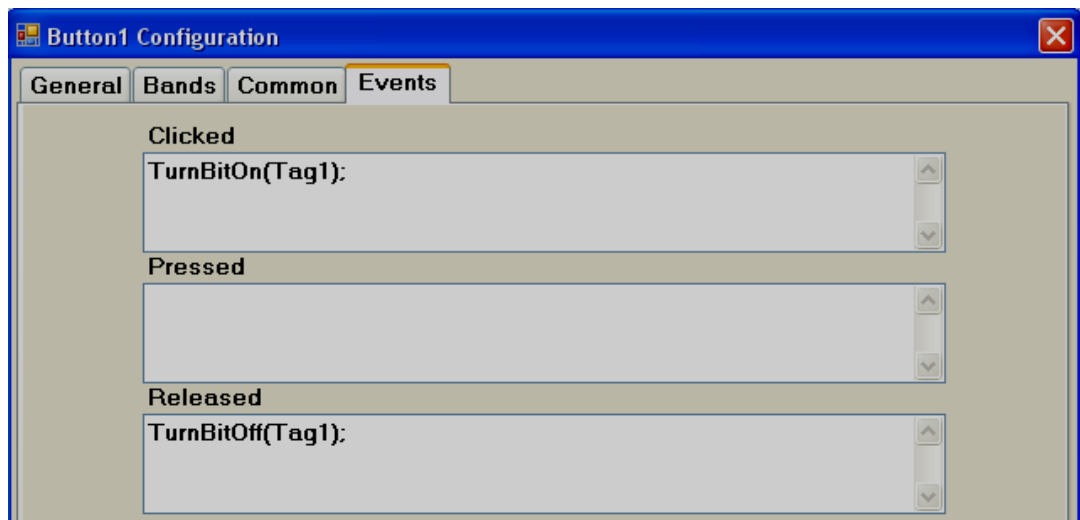 Button1 Configuration
General Bands Common Events
Clicked
TurnBitOn(Tag1);
Pressed
Released
TurnBitOff(Tag1);